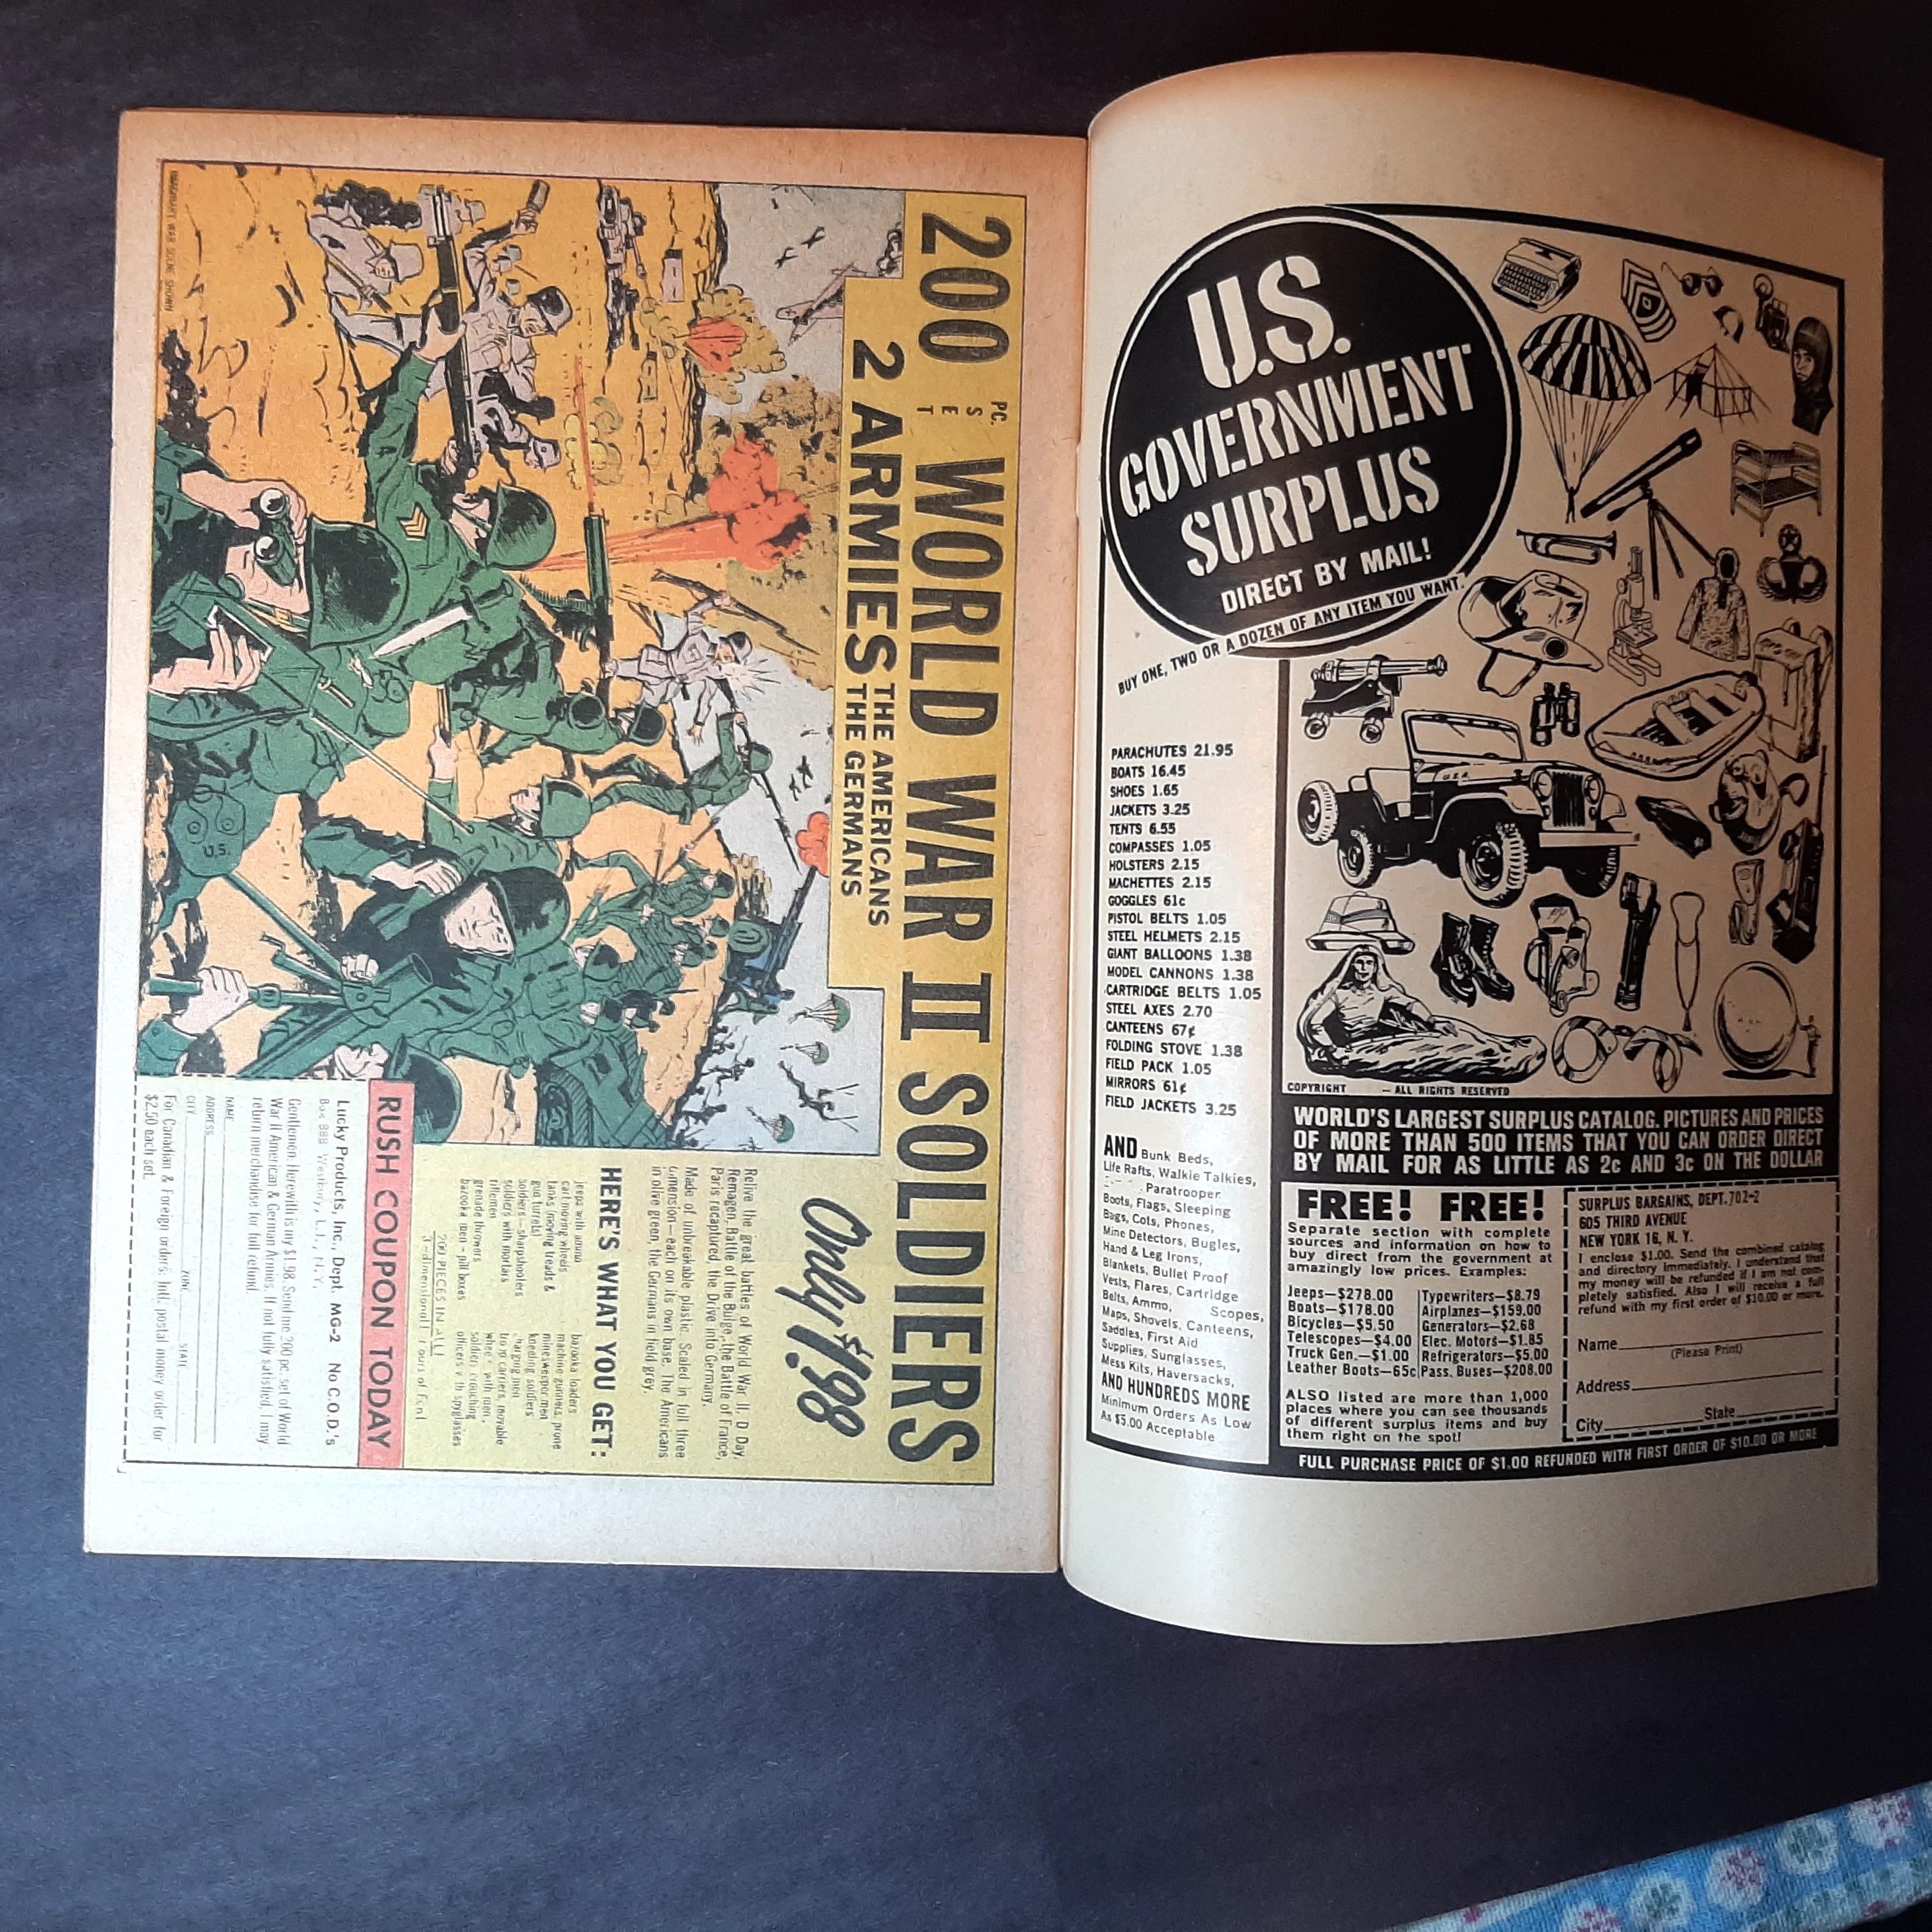 200 PC. SET WORLD WAR II SOLDIERS
2 ARMIES THE AMERICANS
THE GERMANS
Only $1.98
IMAGINARY WAR SCENE SHOWN
U.S.
Relive the great battles of World War II: D Day,
Remagen, Battle of the Bulge, the Battle of France,
Paris recaptured, the Drive into Germany.
Made of unbreakable plastic. Scaled in full three
dimension—each on its own base. The Americans
in olive green, the Germans in field grey.
HERE'S WHAT YOU GET:
jeeps with ammo
cart moving wheels
tanks (moving treads &
gun turrets)
soldiers—sharpshooters
soldiers with mortars
riflemen
grenade throwers
bazooka men - pill boxes
bazooka loaders
machine gunners, prone
minesweeper men
kneeling soldiers
charging men
troop carriers, movable
wheels with men,
soldiers crouching
officers with spyglasses
200 PIECES IN ALL!
RUSH COUPON TODAY
Lucky Products, Inc., Dept. MG-2 No C.O.D.'s
Box 888 Westbury, L.I., N.Y.
Gentlemen: Herewith is my $1.98. Send me 200 pc. set of World
War II American & German Armies. If not fully satisfied, I may
return merchandise for full refund.
NAME
ADDRESS
CITY ZONE STATE
For Canadian & Foreign orders: Intl. postal money order for
$2.50 each set.
U.S.
GOVERNMENT
SURPLUS
DIRECT BY MAIL!
BUY ONE, TWO OR A DOZEN OF ANY ITEM YOU WANT.
PARACHUTES 21.95
BOATS 16.45
SHOES 1.65
JACKETS 3.25
TENTS 6.55
COMPASSES 1.05
HOLSTERS 2.15
MACHETTES 2.15
GOGGLES 61c
PISTOL BELTS 1.05
STEEL HELMETS 2.15
GIANT BALLOONS 1.38
MODEL CANNONS 1.38
CARTRIDGE BELTS 1.05
STEEL AXES 2.70
CANTEENS 67¢
FOLDING STOVE 1.38
FIELD PACK 1.05
MIRRORS 61¢
FIELD JACKETS 3.25
AND Bunk Beds,
Life Rafts, Walkie Talkies,
Paratrooper
Boots, Flags, Sleeping
Bags, Cots, Phones,
Mine Detectors, Bugles,
Hand & Leg Irons,
Blankets, Bullet Proof
Vests, Flares, Cartridge
Belts, Ammo, Scopes,
Maps, Shovels, Canteens,
Saddles, First Aid
Supplies, Sunglasses,
Mess Kits, Haversacks,
AND HUNDREDS MORE
Minimum Orders As Low
As $5.00 Acceptable
U.S.A.
COPYRIGHT — ALL RIGHTS RESERVED
WORLD'S LARGEST SURPLUS CATALOG. PICTURES AND PRICES
OF MORE THAN 500 ITEMS THAT YOU CAN ORDER DIRECT
BY MAIL FOR AS LITTLE AS 2c AND 3c ON THE DOLLAR
FREE! FREE!
Separate section with complete
sources and information on how to
buy direct from the government at
amazingly low prices. Examples:
Jeeps—$278.00
Boats—$178.00
Bicycles—$5.50
Telescopes—$4.00
Truck Gen.—$1.00
Leather Boots—65c
Typewriters—$8.79
Airplanes—$159.00
Generators—$2.68
Elec. Motors—$1.85
Refrigerators—$5.00
Pass. Buses—$208.00
ALSO listed are more than 1,000
places where you can see thousands
of different surplus items and buy
them right on the spot!
SURPLUS BARGAINS, DEPT. 702-2
605 THIRD AVENUE
NEW YORK 16, N. Y.
I enclose $1.00. Send the combined catalog
and directory immediately. I understand that
my money will be refunded if I am not com-
pletely satisfied. Also I will receive a full
refund with my first order of $10.00 or more.
Name
(Please Print)
Address
City State
FULL PURCHASE PRICE OF $1.00 REFUNDED WITH FIRST ORDER OF $10.00 OR MORE